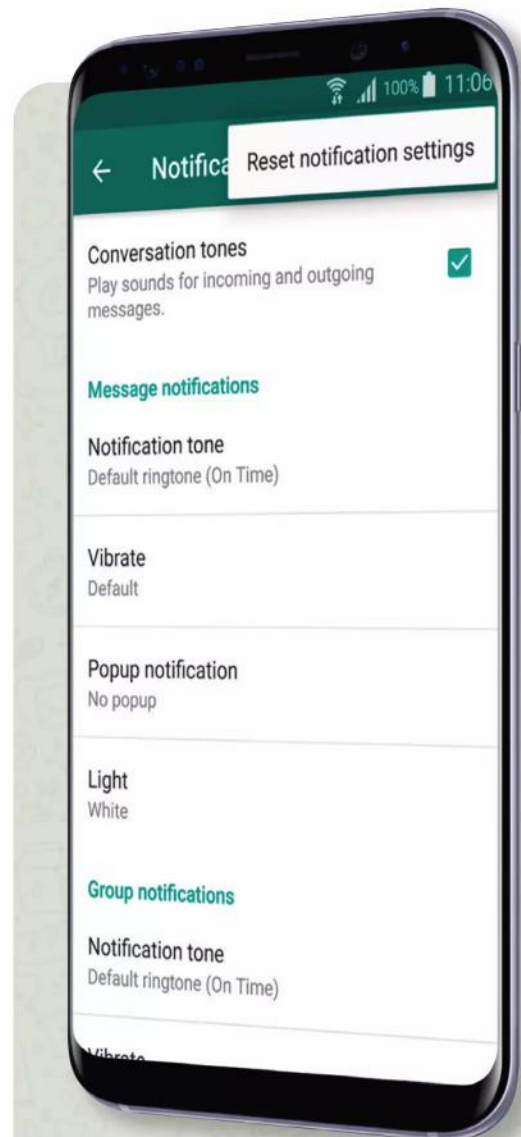 100% 11:06
Notifica
Reset notification settings
Conversation tones
Play sounds for incoming and outgoing
messages.
Message notifications
Notification tone
Default ringtone (On Time)
Vibrate
Default
Popup notification
No popup
Light
White
Group notifications
Notification tone
Default ringtone (On Time)
Vibrate